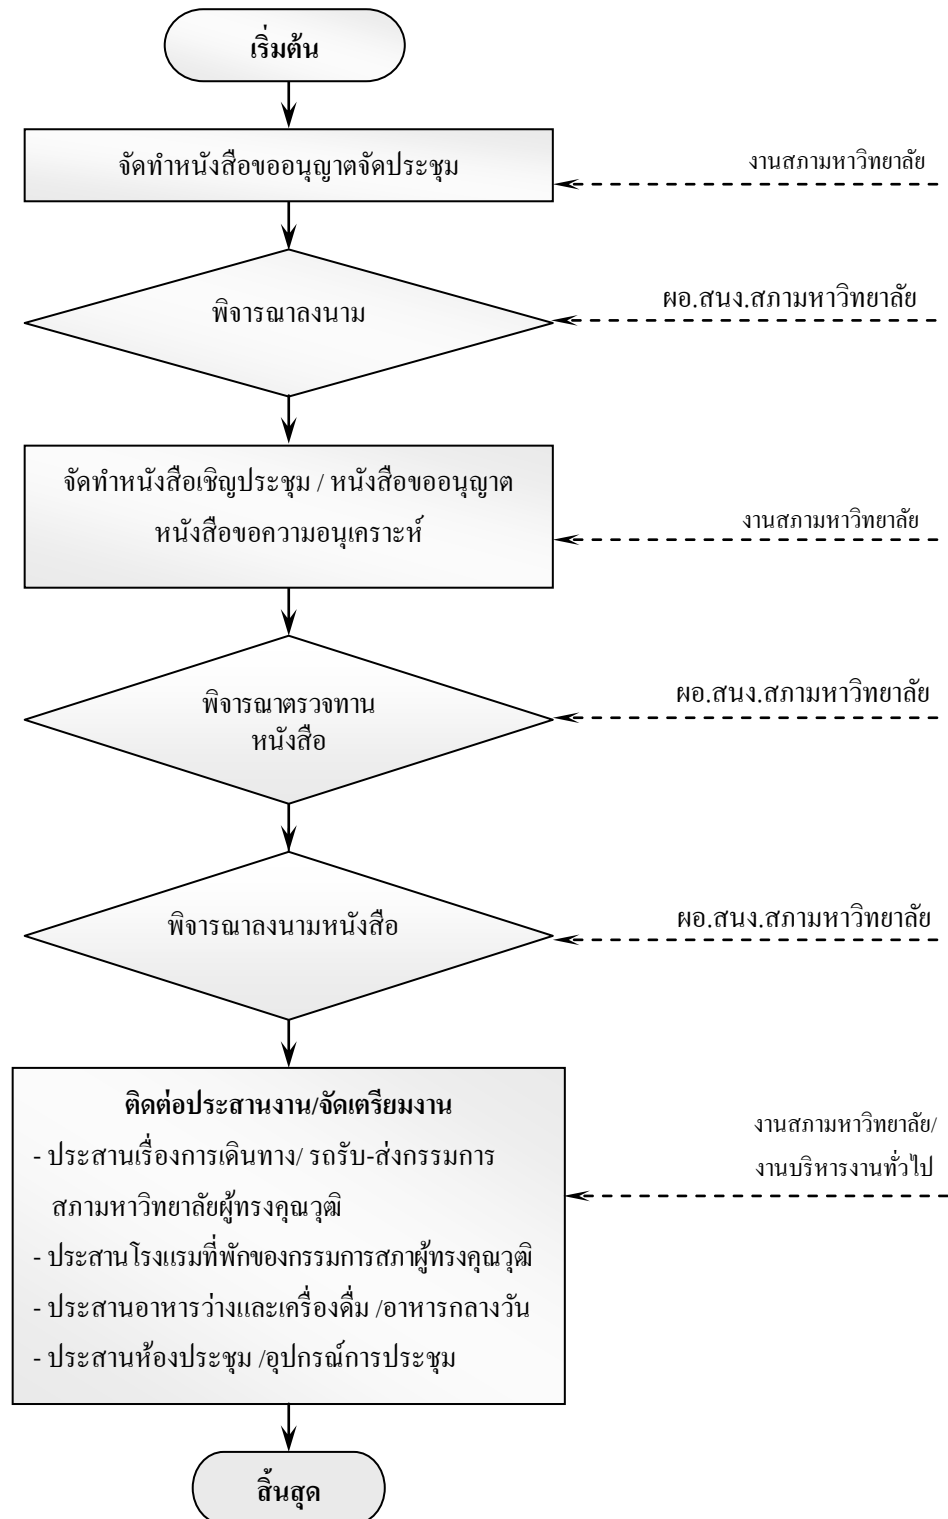 เริ่มต้น
จัดทำหนังสือขออนุญาตจัดประชุม
งานสภามหาวิทยาลัย
พิจารณาลงนาม
ผอ.สนง.สภามหาวิทยาลัย
จัดทำหนังสือเชิญประชุม / หนังสือขออนุญาต
หนังสือขอความอนุเคราะห์
งานสภามหาวิทยาลัย
พิจารณาตรวจทาน
หนังสือ
ผอ.สนง.สภามหาวิทยาลัย
พิจารณาลงนามหนังสือ
ผอ.สนง.สภามหาวิทยาลัย
ติดต่อประสานงาน/จัดเตรียมงาน
- ประสานเรื่องการเดินทาง/ รถรับ-ส่งกรรมการ
สภามหาวิทยาลัยผู้ทรงคุณวุฒิ
- ประสานโรงแรมที่พักของกรรมการสภาผู้ทรงคุณวุฒิ
- ประสานอาหารว่างและเครื่องดื่ม /อาหารกลางวัน
- ประสานห้องประชุม /อุปกรณ์การประชุม
งานสภามหาวิทยาลัย/
งานบริหารงานทั่วไป
สิ้นสุด